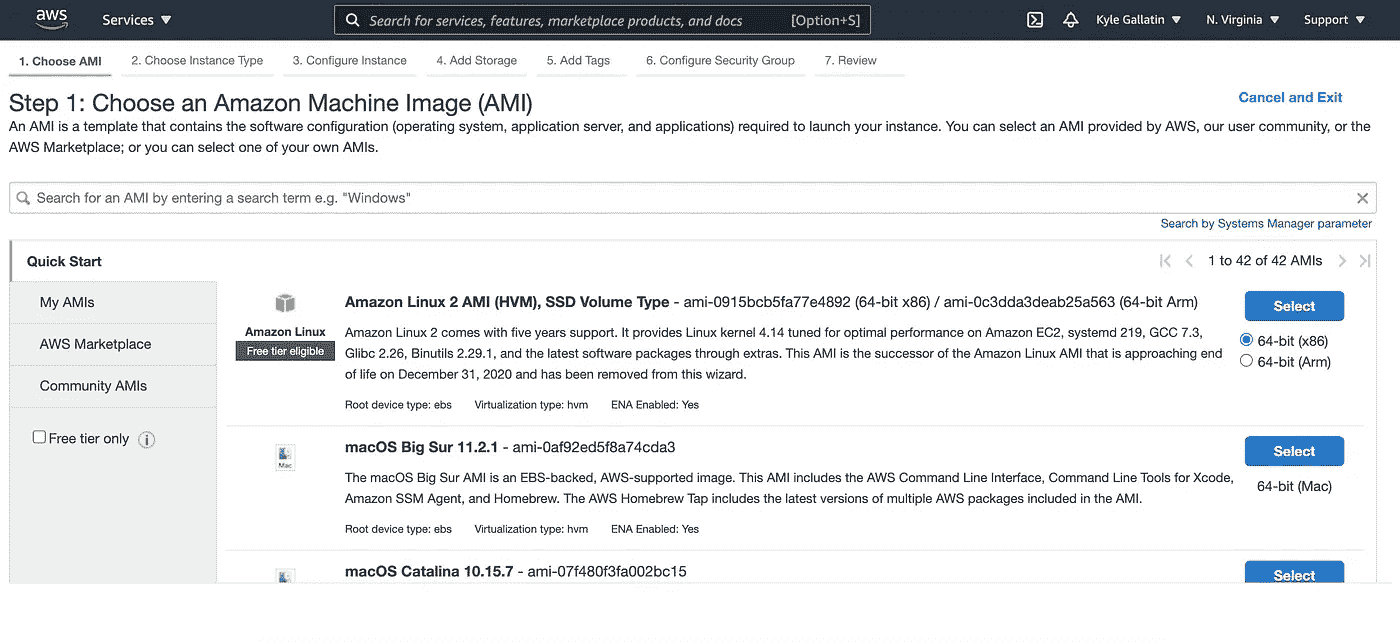 aws
Services
Search for services, features, marketplace products, and docs
[Option+S]
Kyle Gallatin
N. Virginia
Support
1. Choose AMI
2. Choose Instance Type
3. Configure Instance
4. Add Storage
5. Add Tags
6. Configure Security Group
7. Review
Step 1: Choose an Amazon Machine Image (AMI)
Cancel and Exit
An AMI is a template that contains the software configuration (operating system, application server, and applications) required to launch your instance. You can select an AMI provided by AWS, our user community, or the
AWS Marketplace; or you can select one of your own AMIs.
Search for an AMI by entering a search term e.g. "Windows"
Search by Systems Manager parameter
Quick Start
1 to 42 of 42 AMIs
My AMIs
AWS Marketplace
Community AMIs
Free tier only
Amazon Linux
Free tier eligible
Amazon Linux 2 AMI (HVM), SSD Volume Type - ami-0915bcb5fa77e4892 (64-bit x86) / ami-0c3dda3deab25a563 (64-bit Arm)
Amazon Linux 2 comes with five years support. It provides Linux kernel 4.14 tuned for optimal performance on Amazon EC2, systemd 219, GCC 7.3,
Glibc 2.26, Binutils 2.29.1, and the latest software packages through extras. This AMI is the successor of the Amazon Linux AMI that is approaching end
of life on December 31, 2020 and has been removed from this wizard.
Root device type: ebs Virtualization type: hvm ENA Enabled: Yes
Select
64-bit (x86)
64-bit (Arm)
Mac
macOS Big Sur 11.2.1 - ami-0af92ed5f8a74cda3
The macOS Big Sur AMI is an EBS-backed, AWS-supported image. This AMI includes the AWS Command Line Interface, Command Line Tools for Xcode,
Amazon SSM Agent, and Homebrew. The AWS Homebrew Tap includes the latest versions of multiple AWS packages included in the AMI.
Root device type: ebs Virtualization type: hvm ENA Enabled: Yes
Select
64-bit (Mac)
macOS Catalina 10.15.7 - ami-07f480f3fa002bc15
Select